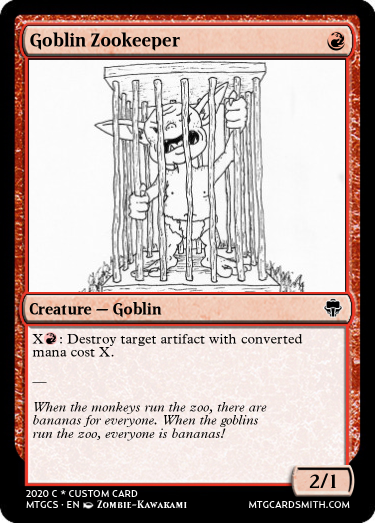 Goblin Zookeeper
Creature — Goblin
X : Destroy target artifact with converted
mana cost X.
—
When the monkeys run the zoo, there are
bananas for everyone. When the goblins
run the zoo, everyone is bananas!
2/1
2020 C * CUSTOM CARD
MTGCS · EN Zombie-Kawakami
MTGCARDSMITH.COM